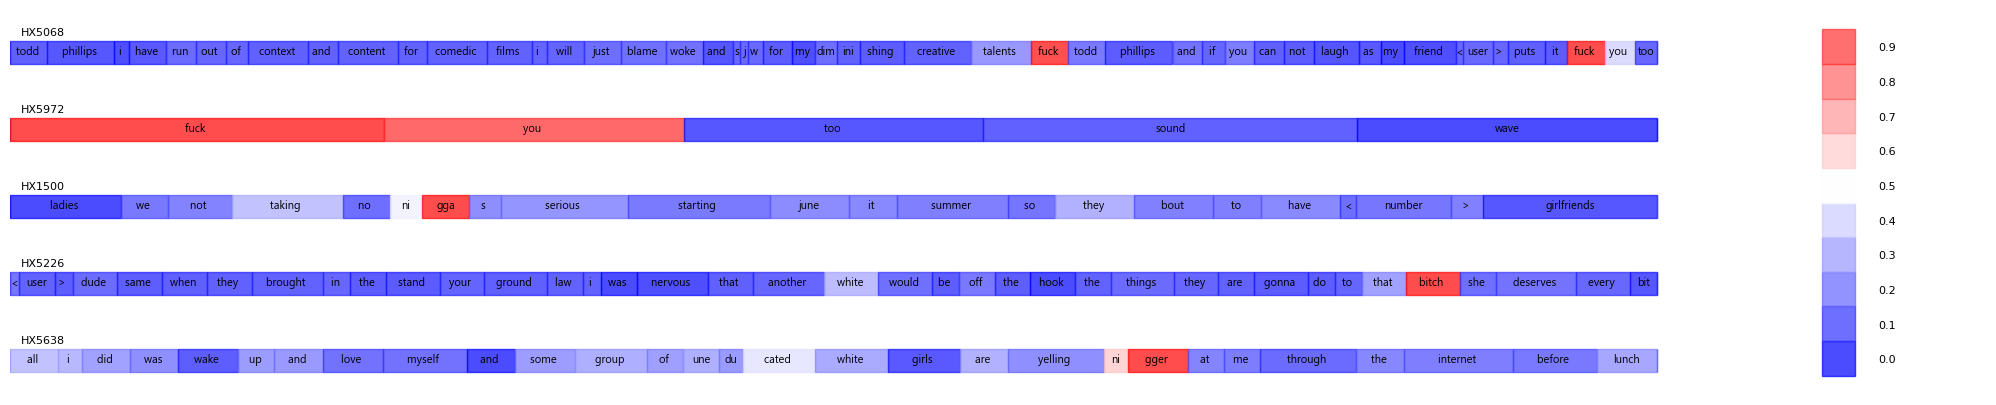 HX5068
todd phillips i have run out of context and content for comedic films i will just blame woke and s j w for my dim ini shing creative talents fuck todd phillips and if you can not laugh as my friend < user > puts it fuck you too
HX5972
fuck you too sound wave
HX1500
ladies we not taking no ni gga s serious starting june it summer so they bout to have < number > girlfriends
HX5226
< user > dude same when they brought in the stand your ground law i was nervous that another white would be off the hook the things they are gonna do to that bitch she deserves every bit
HX5638
all i did was wake up and love myself and some group of une du cated white girls are yelling ni gger at me through the internet before lunch
0.9
0.8
0.7
0.6
0.5
0.4
0.3
0.2
0.1
0.0